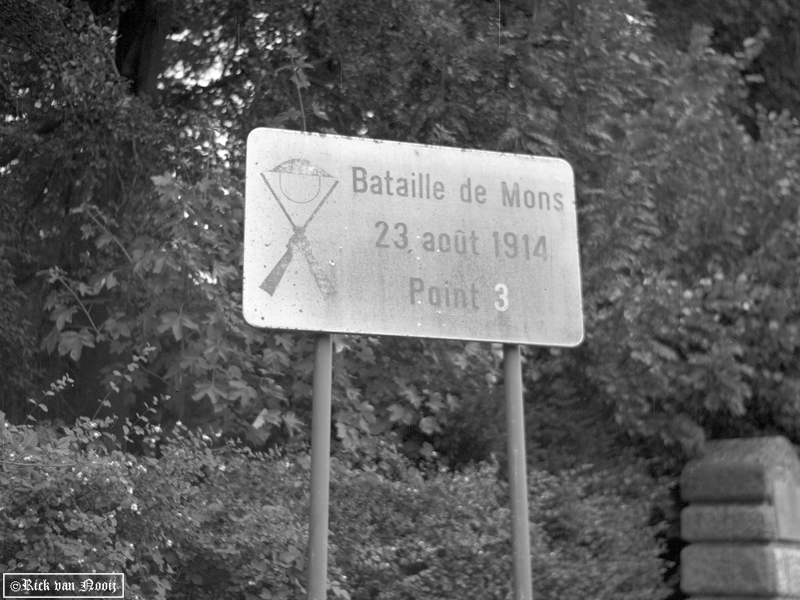 Bataille de Mons
23 août 1914
Point 3
©Rick van Nooij